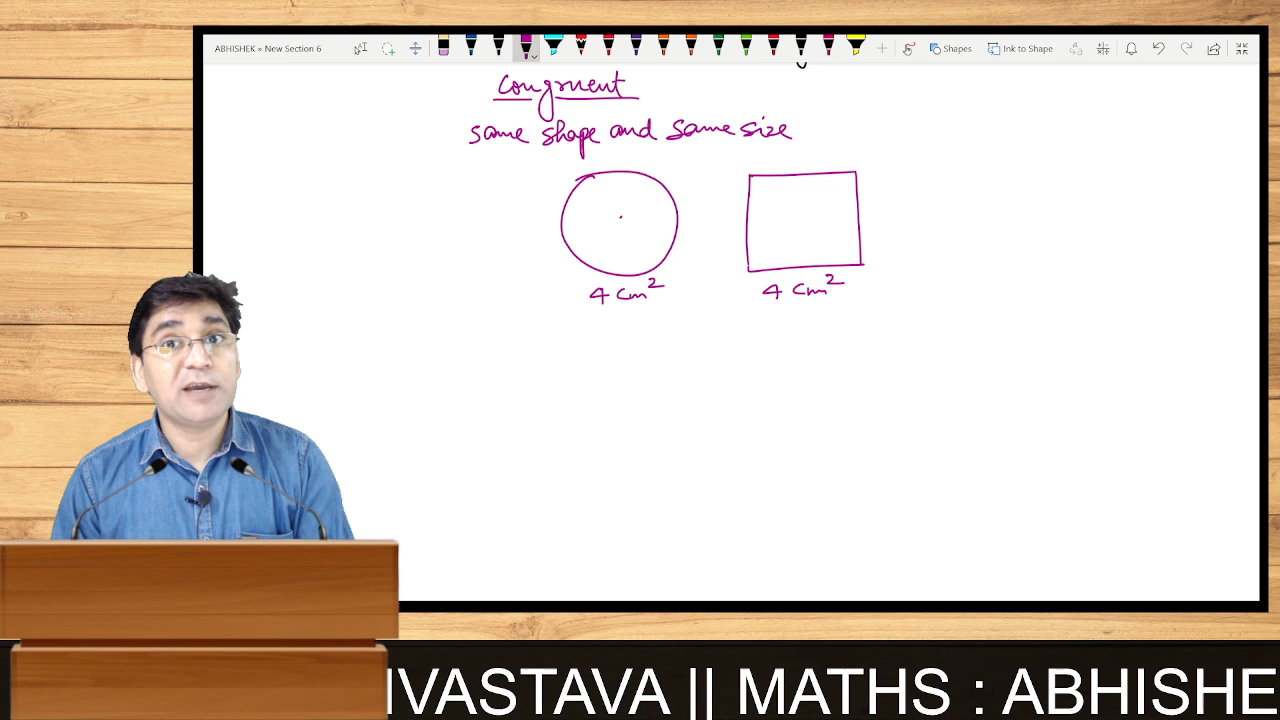 ABHISHEK » New Section 6
Shapes
Ink to Shape
Congruent
same shape and same size
4 cm²
4 cm²
IVASTAVA || MATHS : ABHISHE